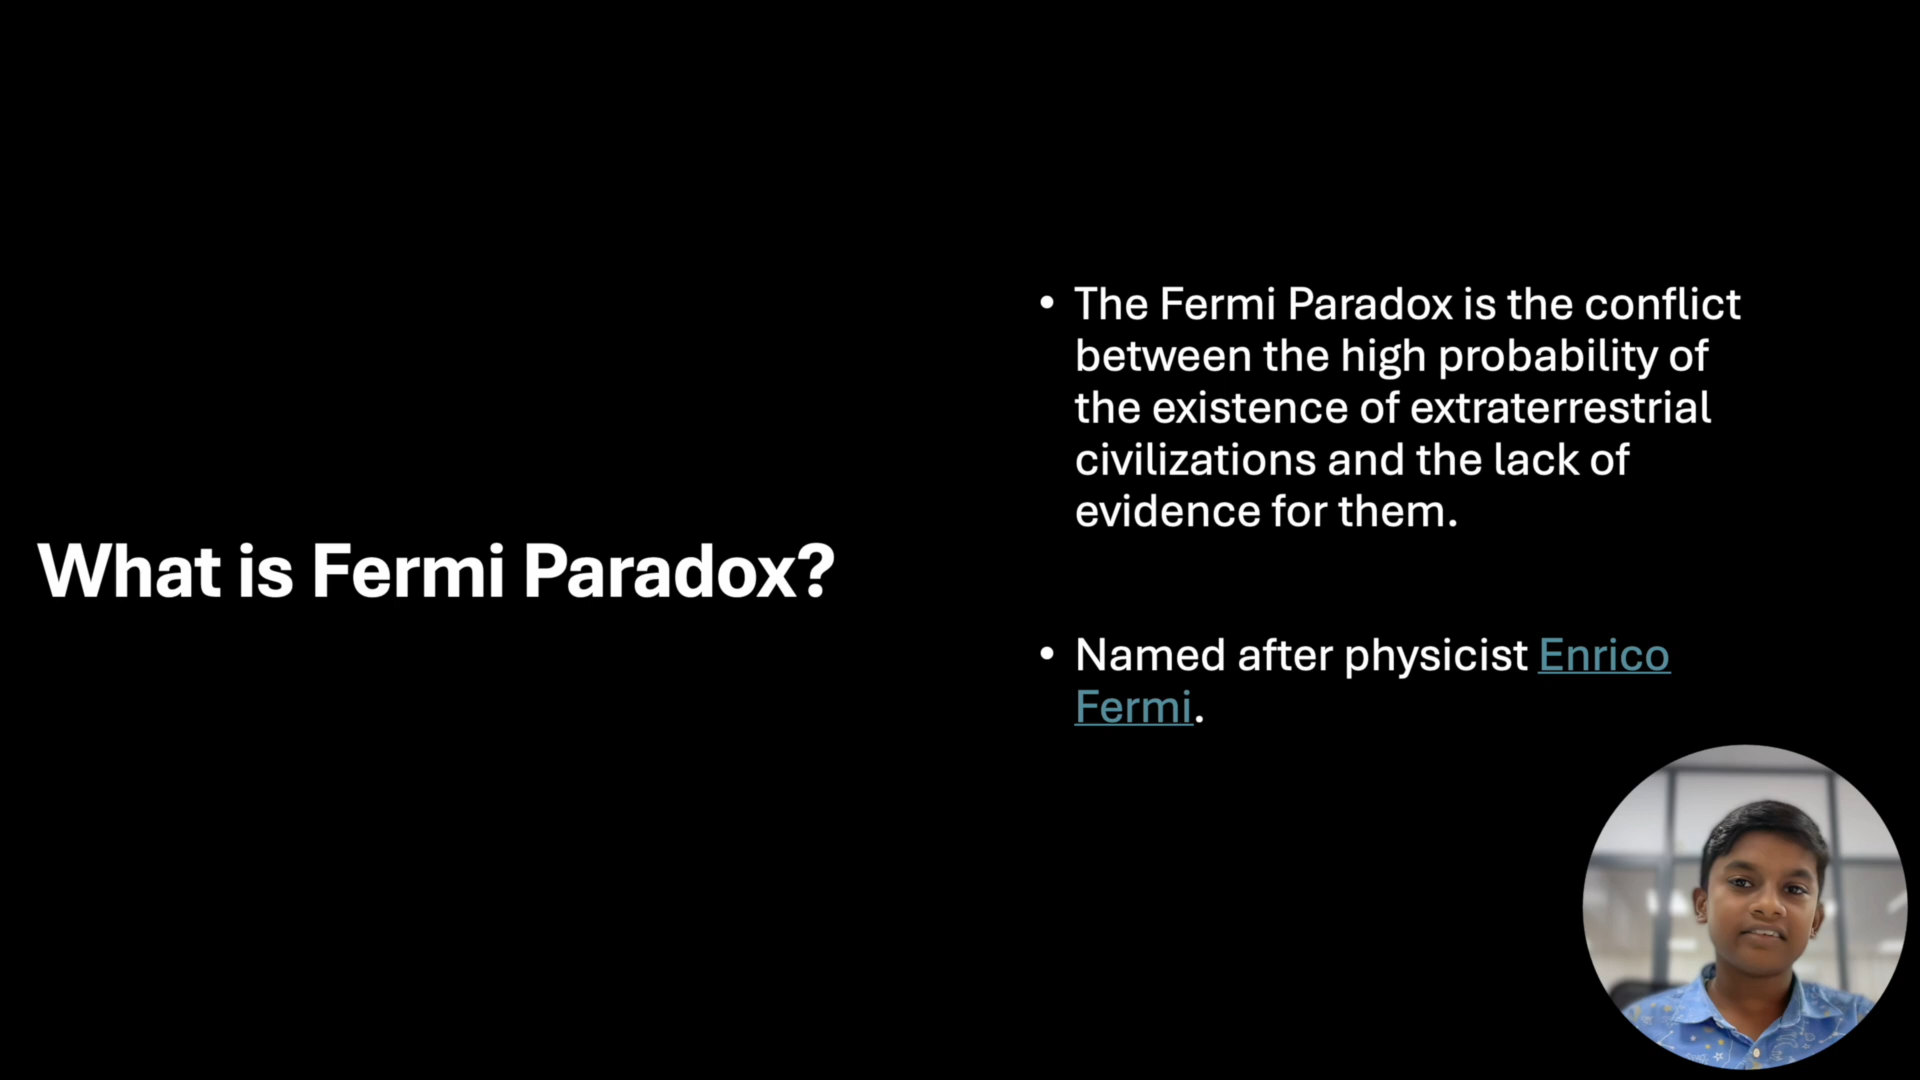 What is Fermi Paradox?
• The Fermi Paradox is the conflict
between the high probability of
the existence of extraterrestrial
civilizations and the lack of
evidence for them.
• Named after physicist Enrico
Fermi.